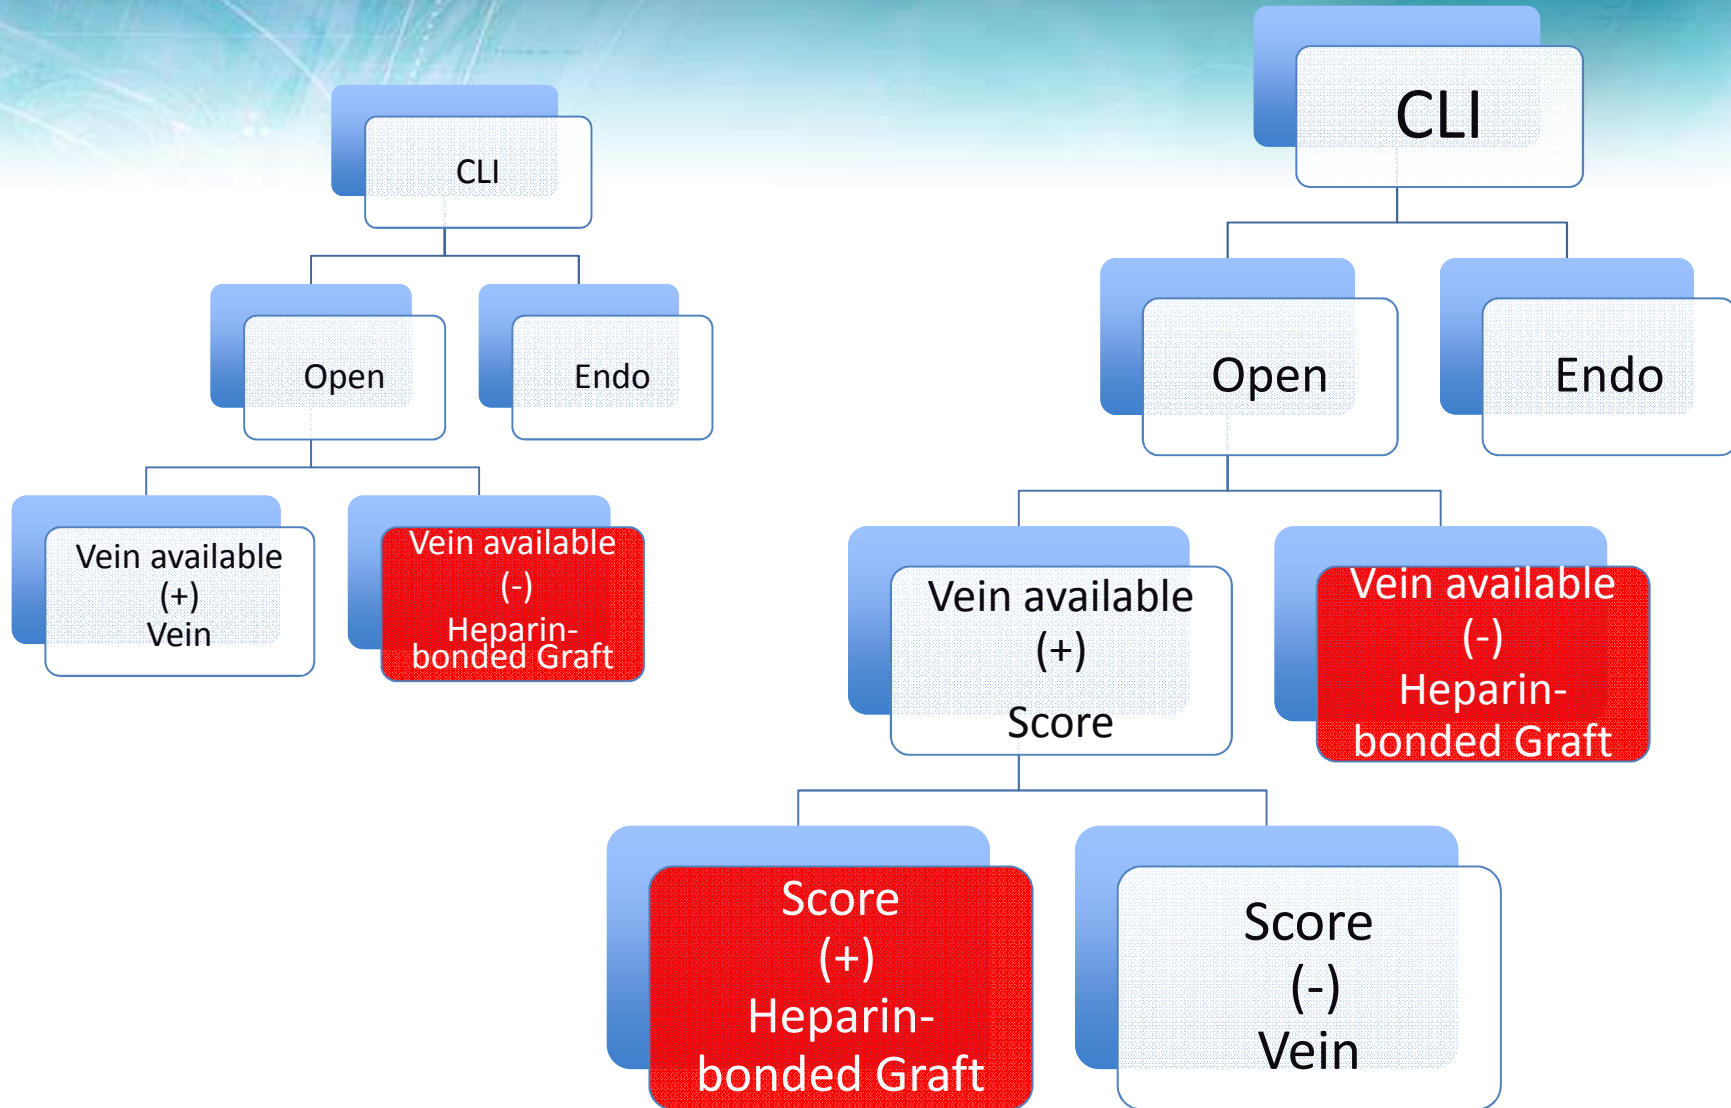 CLI
Open
Endo
Vein available
(+)
Vein
Vein available
(-)
Heparin-
bonded Graft
CLI
Open
Endo
Vein available
(+)
Score
Vein available
(-)
Heparin-
bonded Graft
Score
(+)
Heparin-
bonded Graft
Score
(-)
Vein